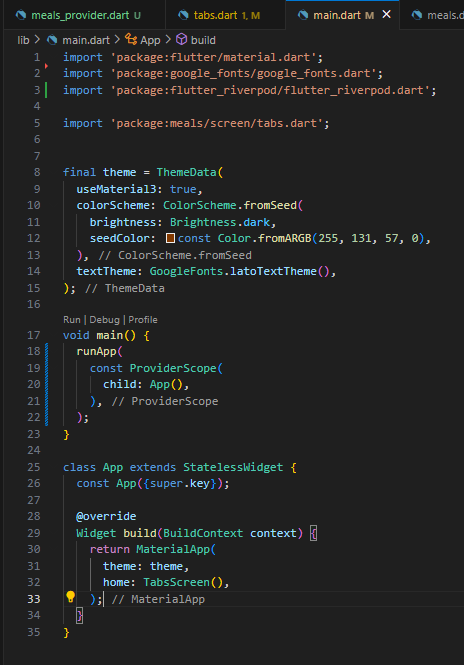 meals_provider.dart U
tabs.dart 1, M
main.dart M
meals.d
lib > main.dart > App > build
1 import 'package:flutter/material.dart';
2 import 'package:google_fonts/google_fonts.dart';
3 import 'package:flutter_riverpod/flutter_riverpod.dart';
4
5 import 'package:meals/screen/tabs.dart';
6
7
8 final theme = ThemeData(
9 useMaterial3: true,
10 colorScheme: ColorScheme.fromSeed(
11 brightness: Brightness.dark,
12 seedColor: const Color.fromARGB(255, 131, 57, 0),
13 ), // ColorScheme.fromSeed
14 textTheme: GoogleFonts.latoTextTheme(),
15 ); // ThemeData
16
Run | Debug | Profile
17 void main() {
18 runApp(
19 const ProviderScope(
20 child: App(),
21 ), // ProviderScope
22 );
23 }
24
25 class App extends StatelessWidget {
26 const App({super.key});
27
28 @override
29 Widget build(BuildContext context) {
30 return MaterialApp(
31 theme: theme,
32 home: TabsScreen(),
33 ); // MaterialApp
34 }
35 }